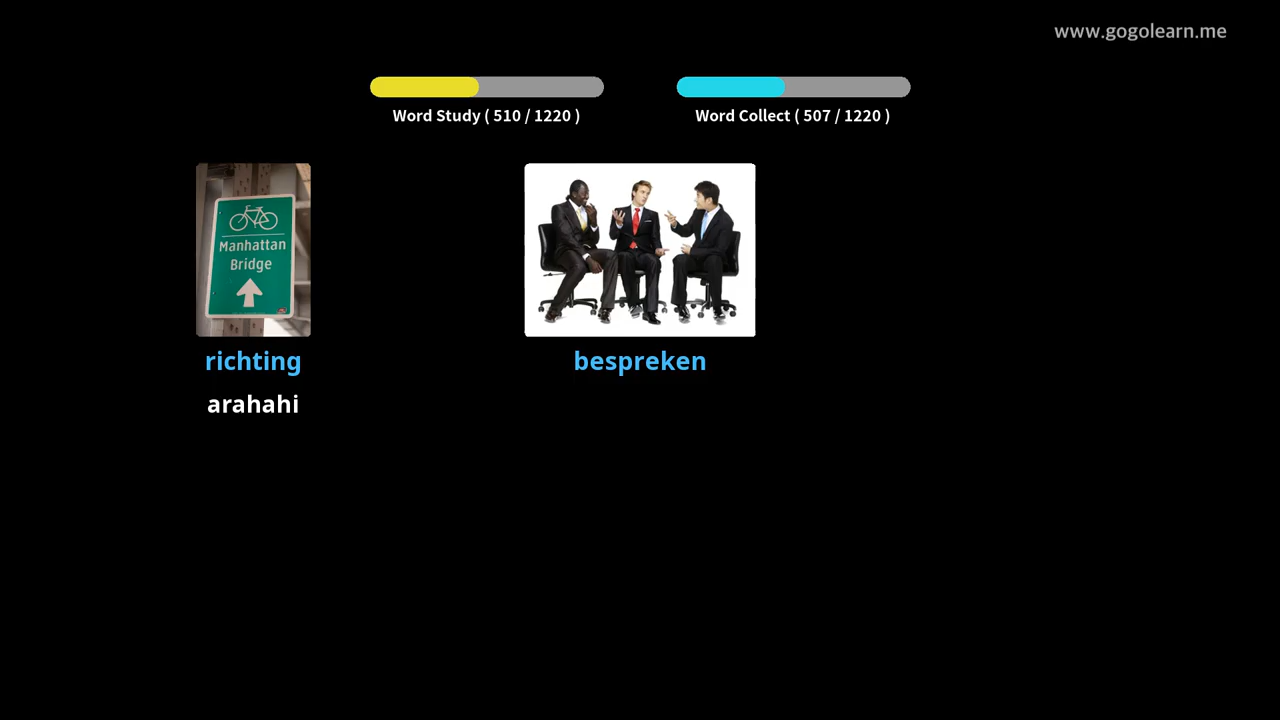 www.gogolearn.me
Word Study ( 510 / 1220 )
Word Collect ( 507 / 1220 )
Manhattan
Bridge
richting
bespreken
arahahi